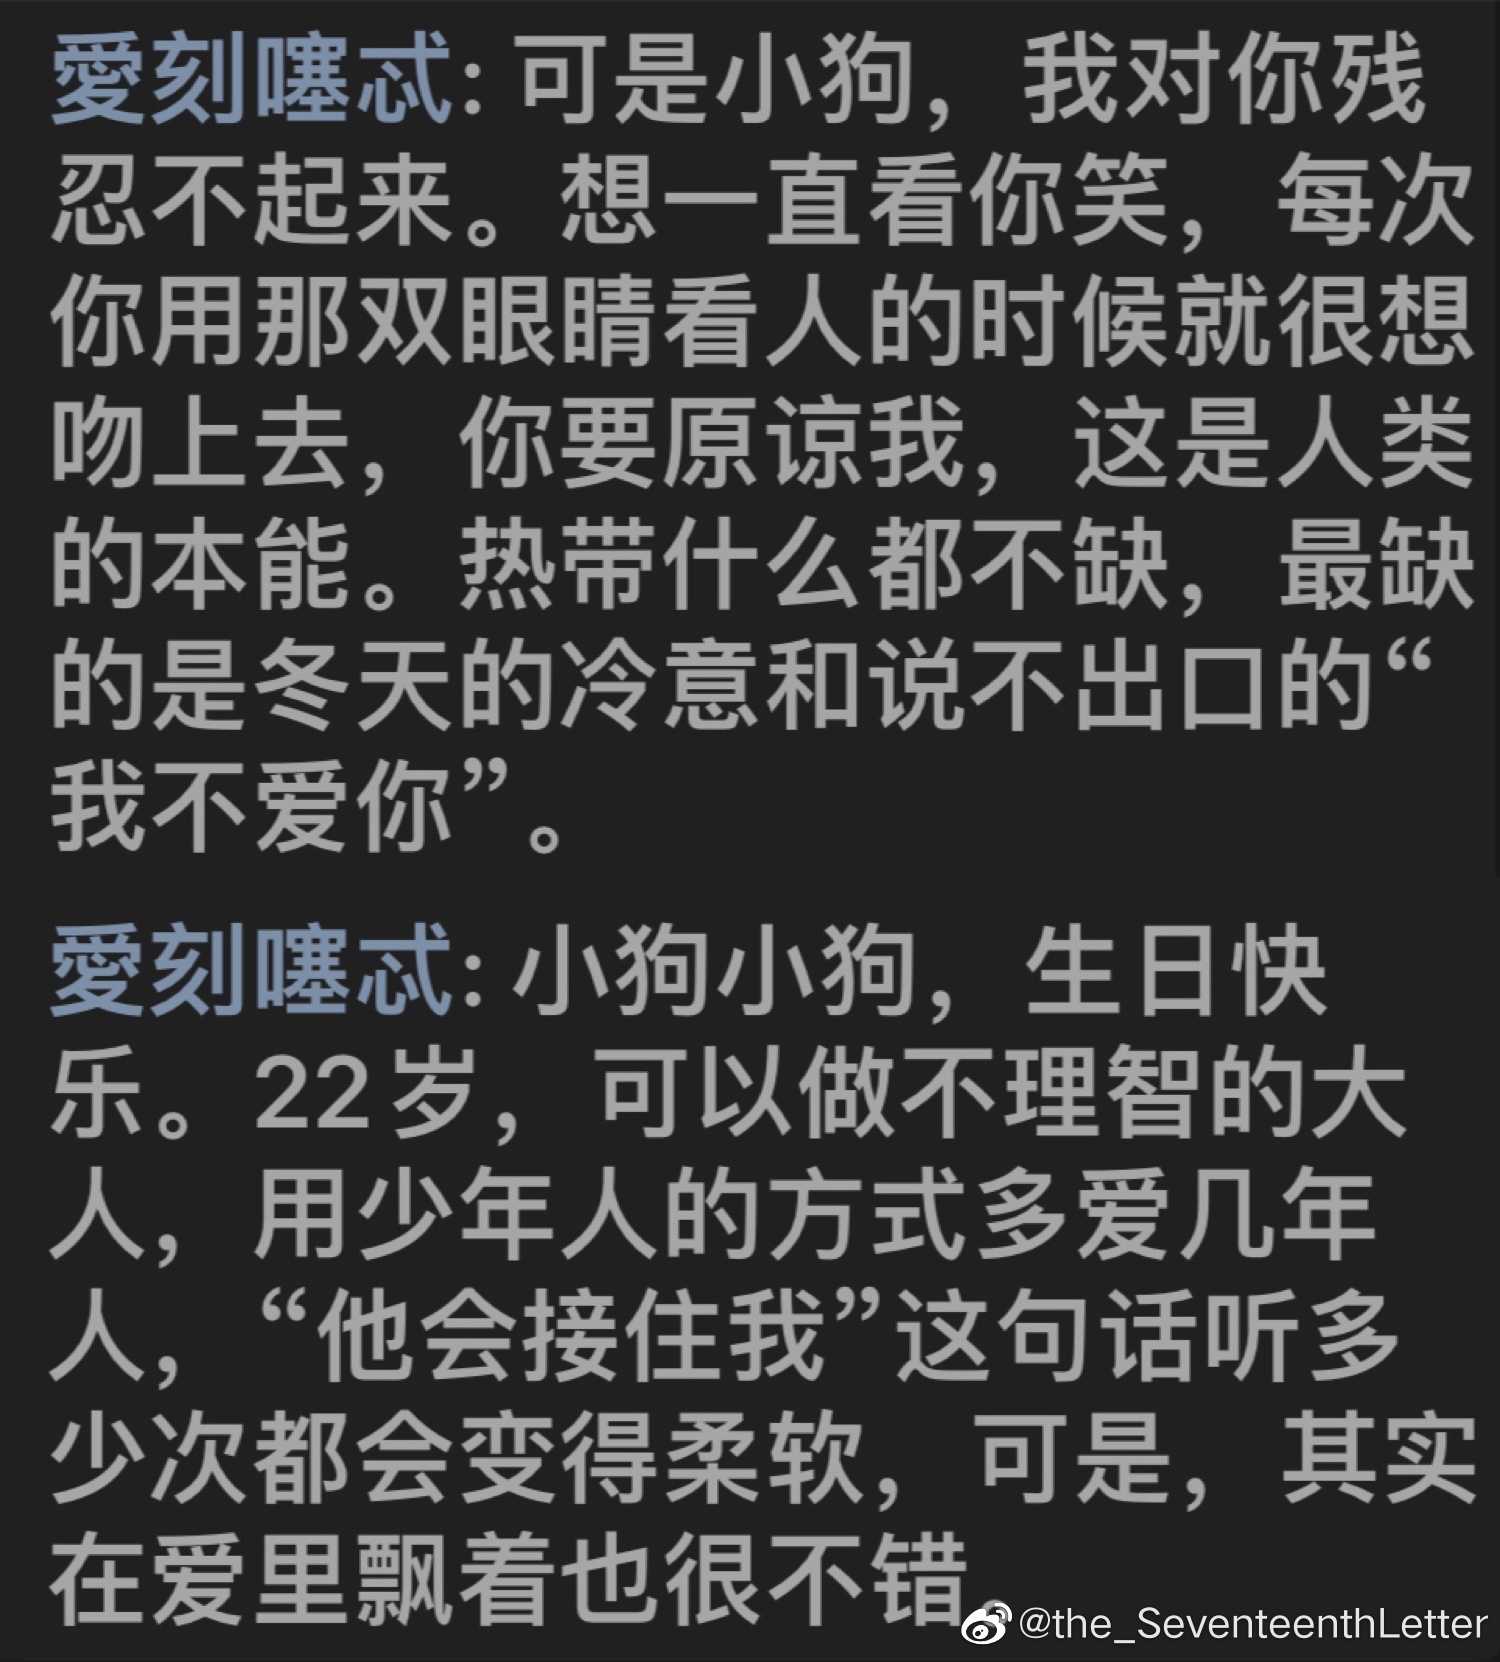 愛刻噻忒: 可是小狗，我对你残
忍不起来。想一直看你笑，每次
你用那双眼睛看人的时候就很想
吻上去，你要原谅我，这是人类
的本能。热带什么都不缺，最缺
的是冬天的冷意和说不出口的“
我不爱你”。
愛刻噻忒: 小狗小狗，生日快
乐。22岁，可以做不理智的大
人，用少年人的方式多爱几年
人，“他会接住我”这句话听多
少次都会变得柔软，可是，其实
在爱里飘着也很不错。
@the_SeventeenthLetter